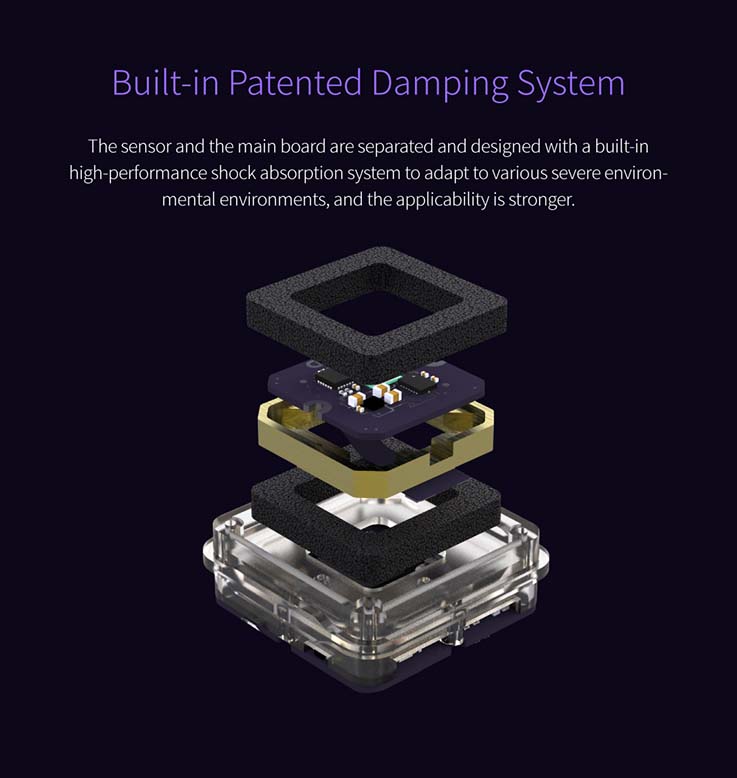 Built-in Patented Damping System
The sensor and the main board are separated and designed with a built-in
high-performance shock absorption system to adapt to various severe environ-
mental environments, and the applicability is stronger.